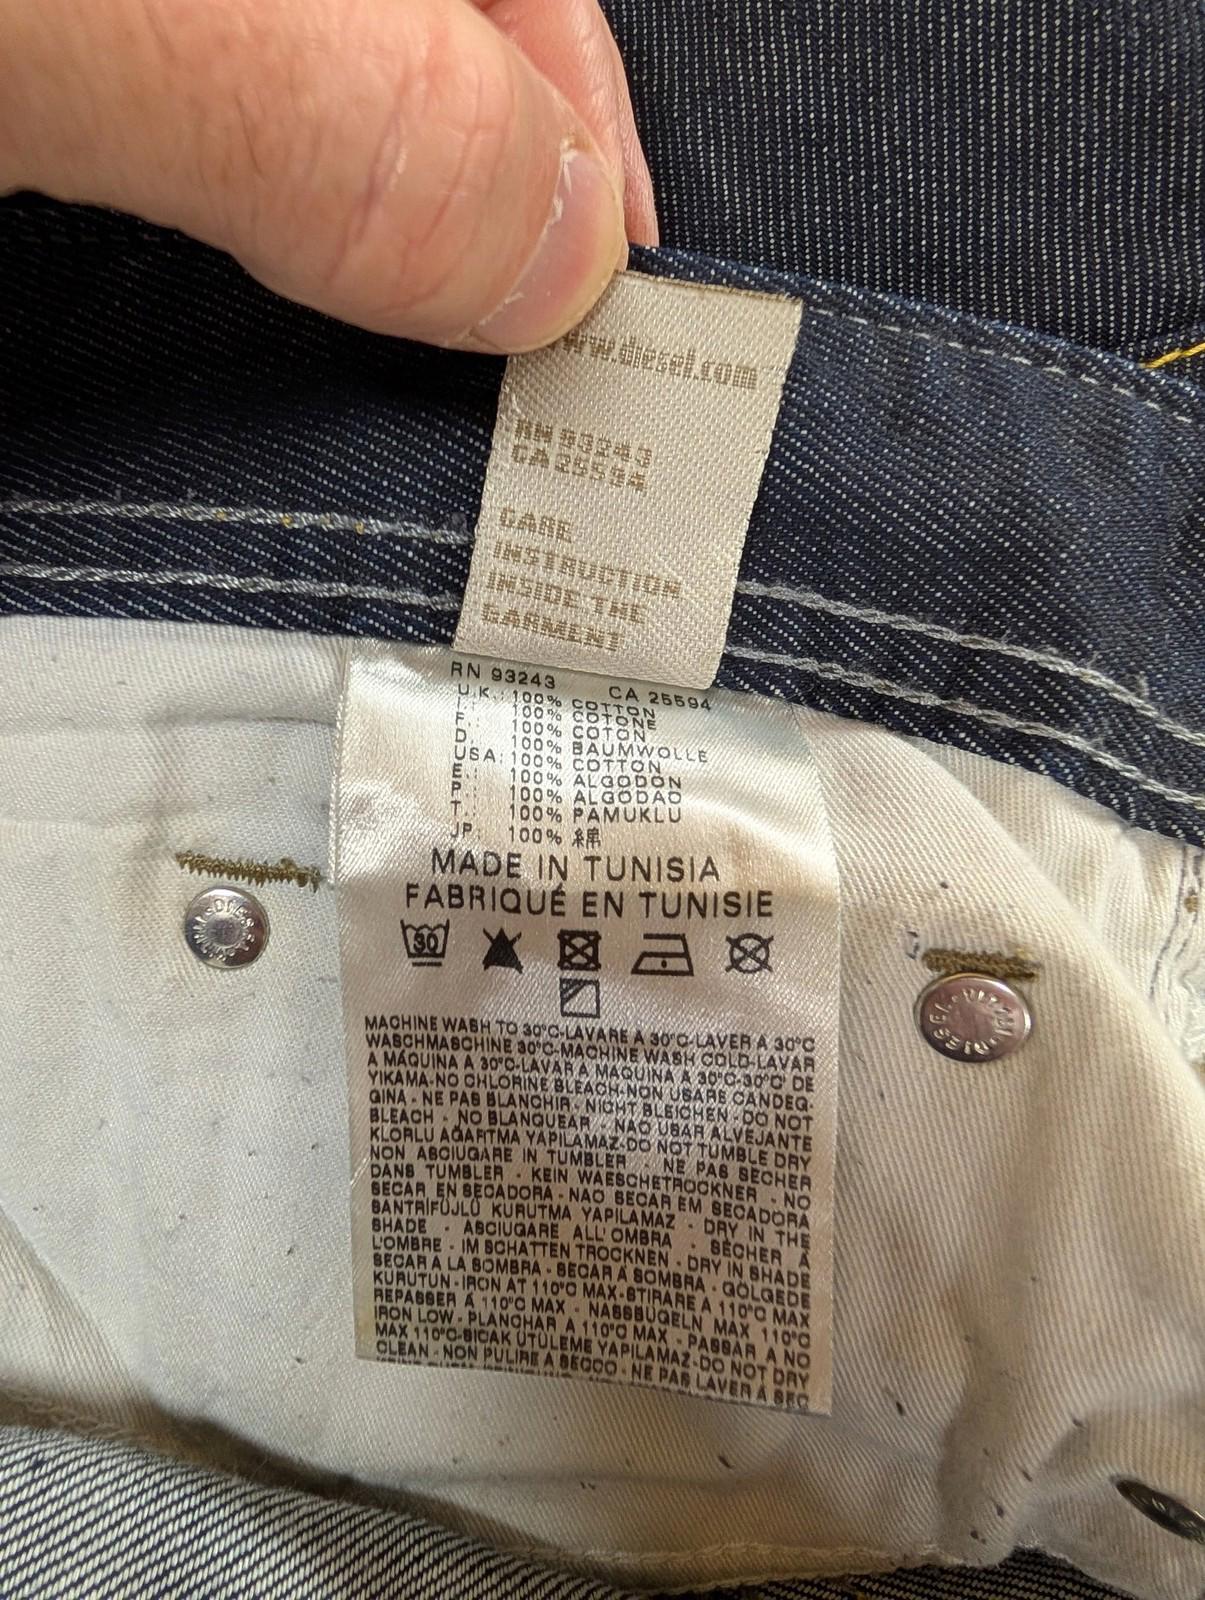 www.diesel.com
RN 93243
CA 25594
CARE
INSTRUCTION
INSIDE THE
GARMENT
RN 93243 CA 25594
U.K.: 100% COTTON
I.: 100% COTONE
F.: 100% COTON
D.: 100% BAUMWOLLE
USA: 100% COTTON
E.: 100% ALGODON
P.: 100% ALGODAO
T.: 100% PAMUKLU
JP: 100% 綿
MADE IN TUNISIA
FABRIQUÉ EN TUNISIE
30
MACHINE WASH TO 30°C-LAVARE A 30°C-LAVER A 30°C
WASCHMASCHINE 30°C-MACHINE WASH COLD-LAVAR
A MÁQUINA A 30°C-LAVAR A MAQUINA A 30°C-30°C' DE
YIKAMA-NO CHLORINE BLEACH-NON USARE CANDEG-
GINA - NE PAS BLANCHIR - NICHT BLEICHEN - DO NOT
BLEACH - NO BLANQUEAR - NAO USAR ALVEJANTE
KLORLU AGARTMA YAPILAMAZ-DO NOT TUMBLE DRY
NON ASCIUGARE IN TUMBLER - NE PAS SECHER
DANS TUMBLER - KEIN WAESCHETROCKNER - NO
SECAR EN SECADORA - NAO SECAR EM SECADORA
SANTRİFÜJLÜ KURUTMA YAPILAMAZ - DRY IN THE
SHADE - ASCIUGARE ALL'OMBRA - SÉCHER À
L'OMBRE - IM SCHATTEN TROCKNEN - DRY IN SHADE
SECAR A LA SOMBRA - SECAR A SOMBRA - GÖLGEDE
KURUTUN - IRON AT 110°C MAX-STIRARE A 110°C MAX
REPASSER Á 110°C MAX - NASSBÜGELN MAX 110°C
IRON LOW - PLANCHAR A 110°C MAX - PASSAR A NO
MAX 110°C-SICAK ÜTÜLEME YAPILAMAZ-DO NOT DRY
CLEAN - NON PULIRE A SECCO - NE PAS LAVER Á SEC
DIESEL